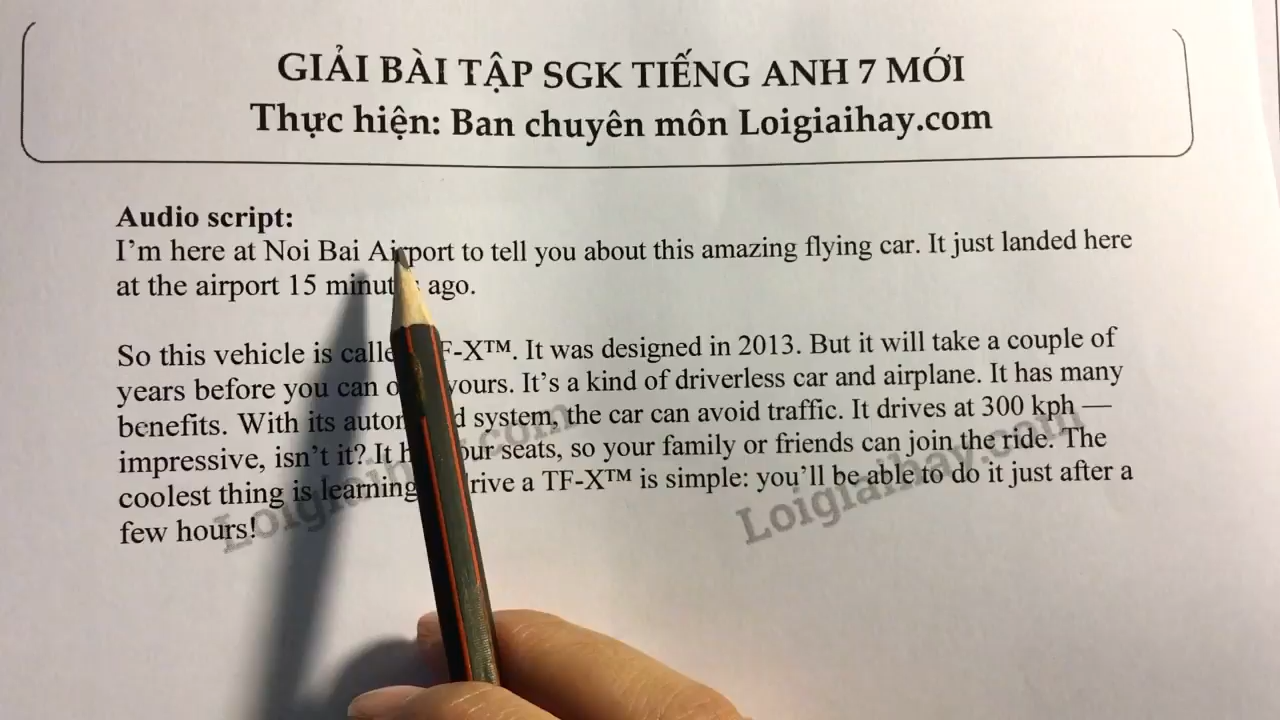 GIẢI BÀI TẬP SGK TIẾNG ANH 7 MỚI
Thực hiện: Ban chuyên môn Loigiaihay.com
Audio script:
I'm here at Noi Bai Airport to tell you about this amazing flying car. It just landed here
at the airport 15 minutes ago.
So this vehicle is called TF-X™. It was designed in 2013. But it will take a couple of
years before you can yours. It's a kind of driverless car and airplane. It has many
benefits. With its system, the car can avoid traffic. It drives at 300 kph —
impressive, isn't it? It has four seats, so your family or friends can join the ride. The
coolest thing is learning to drive a TF-X™ is simple: you'll be able to do it just after a
few hours!
Loigiaihay.com
Loigiaihay.com